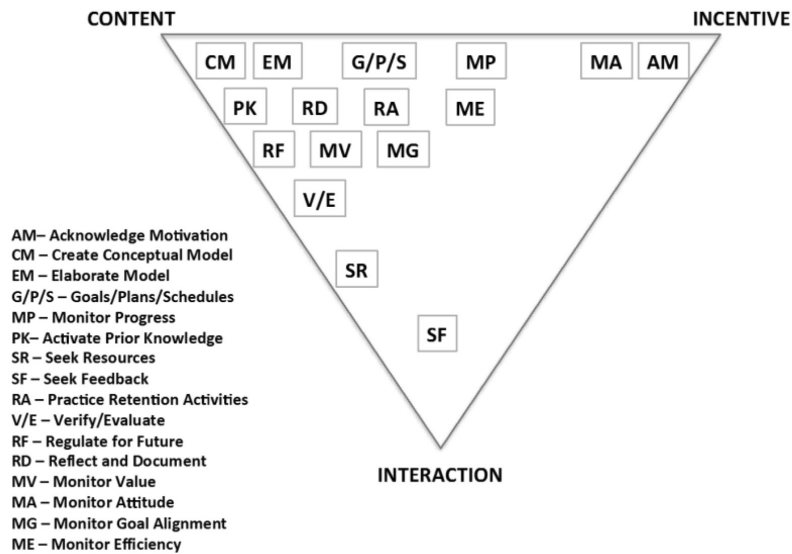 CONTENT INCENTIVE
CM EM G/P/S MP MA AM
PK RD RA ME
RF MV MG
V/E
SR
SF
INTERACTION
AM– Acknowledge Motivation
CM – Create Conceptual Model
EM – Elaborate Model
G/P/S – Goals/Plans/Schedules
MP – Monitor Progress
PK– Activate Prior Knowledge
SR – Seek Resources
SF – Seek Feedback
RA – Practice Retention Activities
V/E – Verify/Evaluate
RF – Regulate for Future
RD – Reflect and Document
MV – Monitor Value
MA – Monitor Attitude
MG – Monitor Goal Alignment
ME – Monitor Efficiency